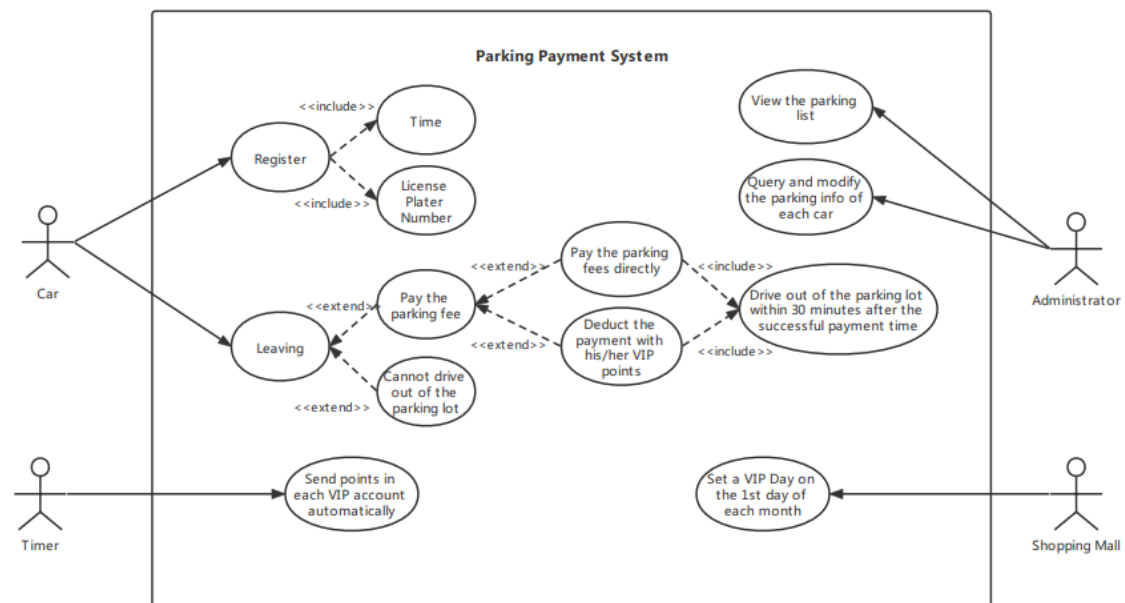 Parking Payment System
<<include>>
Time
View the parking
list
Register
<<include>>
License
Plater
Number
Query and modify
the parking info of
each car
Car
Administrator
<<extend>>
Pay the parking
fees directly
<<include>>
<<extend>>
Pay the
parking fee
Drive out of the parking lot
within 30 minutes after the
successful payment time
Leaving
<<extend>>
Deduct the
payment with
his/her VIP
points
<<include>>
Cannot drive
out of the
parking lot
<<extend>>
Send points in
each VIP account
automatically
Set a VIP Day on
the 1st day of
each month
Timer
Shopping Mall